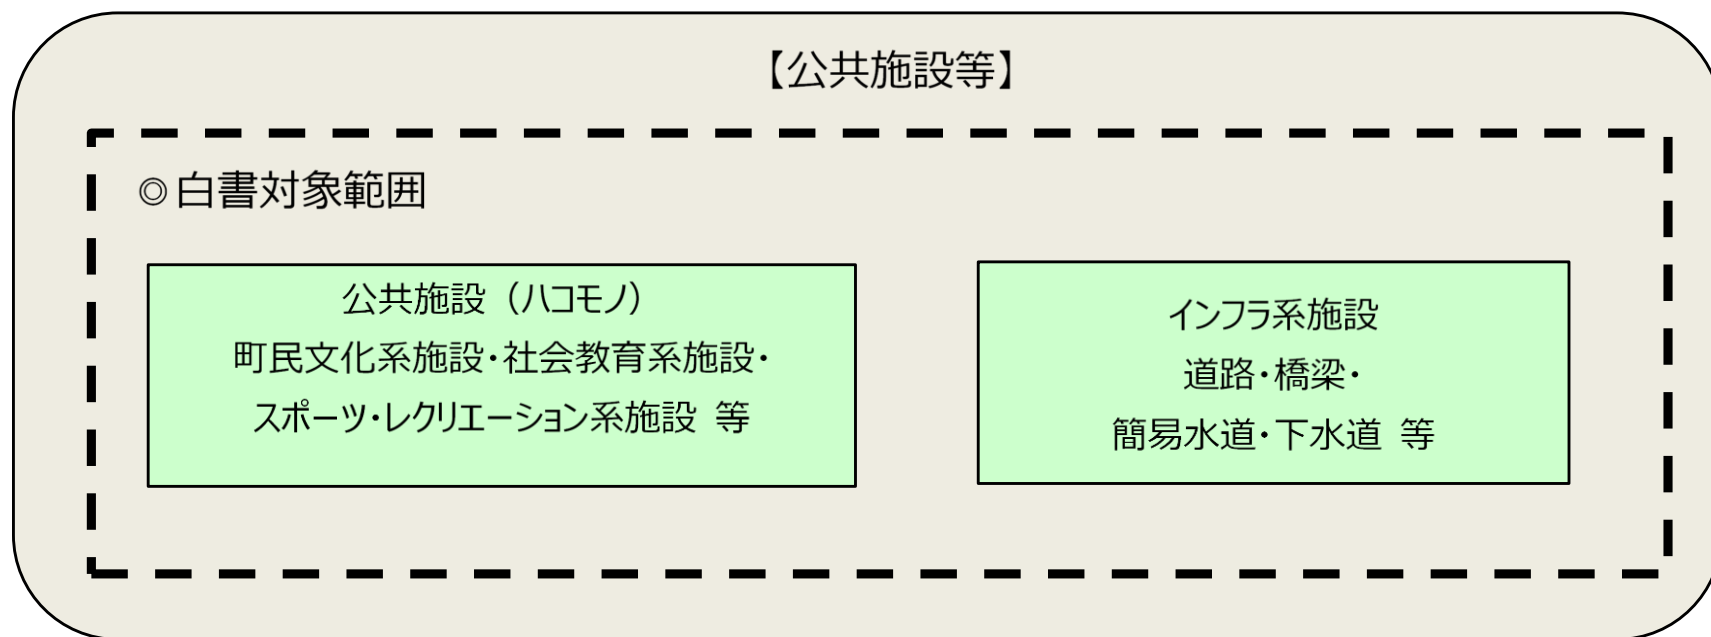 【公共施設等】
◎白書対象範囲
公共施設（ハコモノ）
町民文化系施設・社会教育系施設・
スポーツ・レクリエーション系施設 等
インフラ系施設
道路・橋梁・
簡易水道・下水道 等